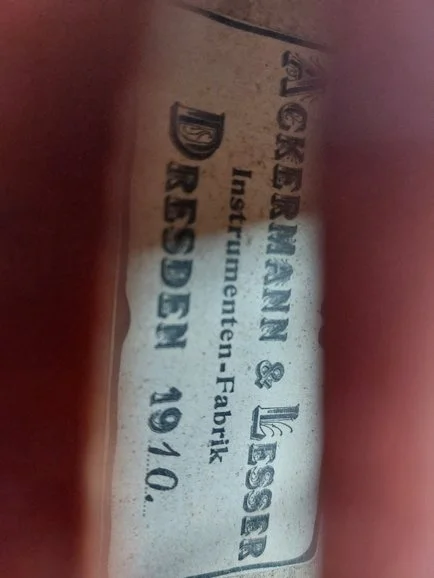 ACKERMANN & LESSER
Instrumenten-Fabrik
DRESDEN 1910.